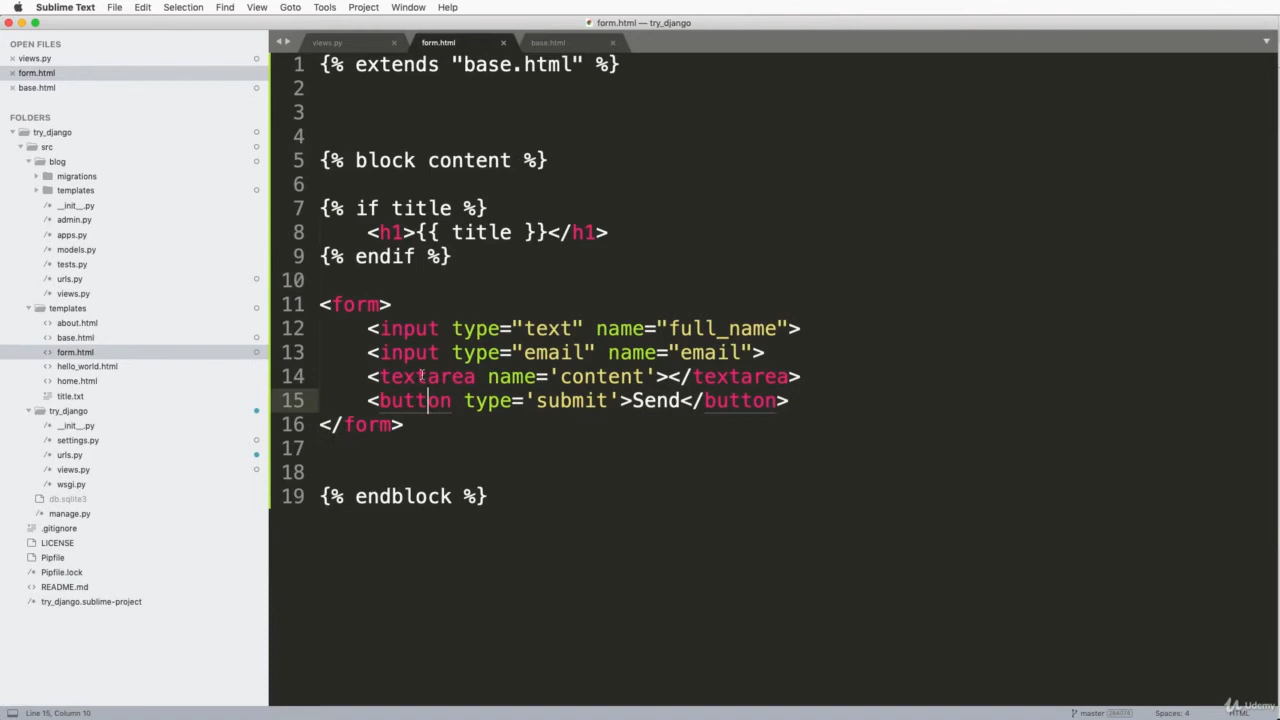 Sublime Text File Edit Selection Find View Goto Tools Project Window Help
form.html — try_django
OPEN FILES
views.py
× form.html
base.html
FOLDERS
try_django
src
blog
migrations
templates
/* __init__.py
/* admin.py
/* apps.py
/* models.py
/* tests.py
/* urls.py
/* views.py
templates
<> about.html
<> base.html
<> form.html
<> hello_world.html
<> home.html
title.txt
try_django
/* __init__.py
/* settings.py
/* urls.py
/* views.py
/* wsgi.py
db.sqlite3
/* manage.py
.gitignore
LICENSE
Pipfile
/* Pipfile.lock
<> README.md
/* try_django.sublime-project
views.py × form.html × base.html ×
1 {% extends "base.html" %}
2
3
4
5 {% block content %}
6
7 {% if title %}
8 <h1>{{ title }}</h1>
9 {% endif %}
10
11 <form>
12 <input type="text" name="full_name">
13 <input type="email" name="email">
14 <textarea name='content'></textarea>
15 <button type='submit'>Send</button>
16 </form>
17
18
19 {% endblock %}
Line 15, Column 10
master
Spaces: 4
HTML
Udemy